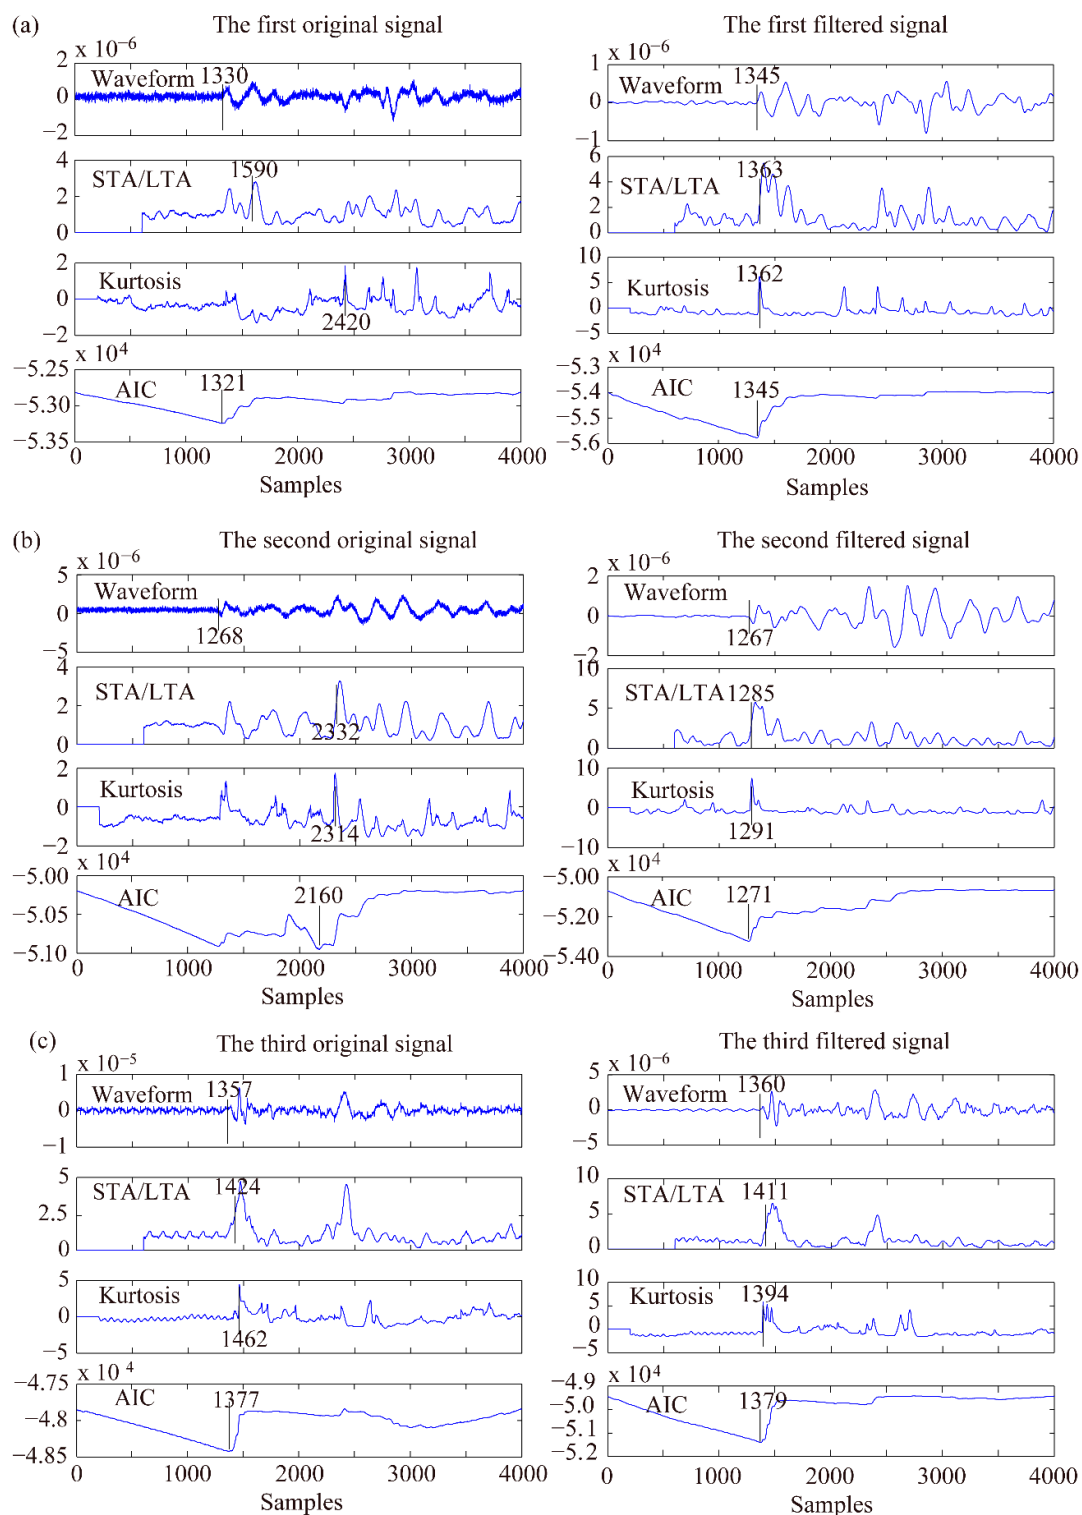 (a)
The first original signal
x 10⁻⁶
2
0
−2
Waveform
1330
4
2
0
STA/LTA
1590
2
0
−2
Kurtosis
2420
x 10⁴
−5.25
−5.30
−5.35
AIC
1321
0 1000 2000 3000 4000
Samples
The first filtered signal
x 10⁻⁶
1
0
−1
Waveform
1345
6
4
2
0
STA/LTA
1363
10
5
0
−5
Kurtosis
1362
x 10⁴
−5.3
−5.4
−5.5
−5.6
AIC
1345
0 1000 2000 3000 4000
Samples
(b)
The second original signal
x 10⁻⁶
5
0
−5
Waveform
1268
4
2
0
STA/LTA
2332
2
0
−2
Kurtosis
2314
x 10⁴
−5.00
−5.05
−5.10
AIC
2160
0 1000 2000 3000 4000
Samples
The second filtered signal
x 10⁻⁶
2
0
−2
Waveform
1267
10
5
0
STA/LTA
1285
10
0
−10
Kurtosis
1291
x 10⁴
−5.00
−5.20
−5.40
AIC
1271
0 1000 2000 3000 4000
Samples
(c)
The third original signal
x 10⁻⁵
1
0
−1
Waveform
1357
5
2.5
0
STA/LTA
1424
5
0
−5
Kurtosis
1462
x 10⁴
−4.75
−4.8
−4.85
AIC
1377
0 1000 2000 3000 4000
Samples
The third filtered signal
x 10⁻⁶
5
0
−5
Waveform
1360
10
5
0
STA/LTA
1411
10
5
0
−5
Kurtosis
1394
x 10⁴
−4.9
−5.0
−5.1
−5.2
AIC
1379
0 1000 2000 3000 4000
Samples